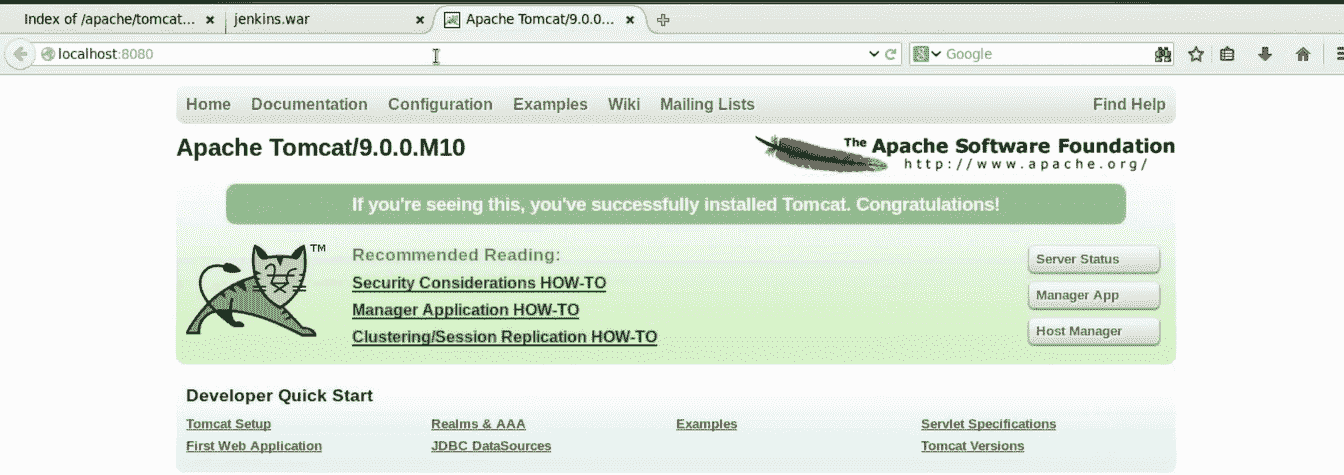 Index of /apache/tomcat... × jenkins.war × Apache Tomcat/9.0.0... ×
localhost:8080 Google
Home Documentation Configuration Examples Wiki Mailing Lists Find Help
Apache Tomcat/9.0.0.M10
The Apache Software Foundation
http://www.apache.org/
If you're seeing this, you've successfully installed Tomcat. Congratulations!
TM
Recommended Reading:
Security Considerations HOW-TO
Manager Application HOW-TO
Clustering/Session Replication HOW-TO
Server Status
Manager App
Host Manager
Developer Quick Start
Tomcat Setup Realms & AAA Examples Servlet Specifications
First Web Application JDBC DataSources Tomcat Versions